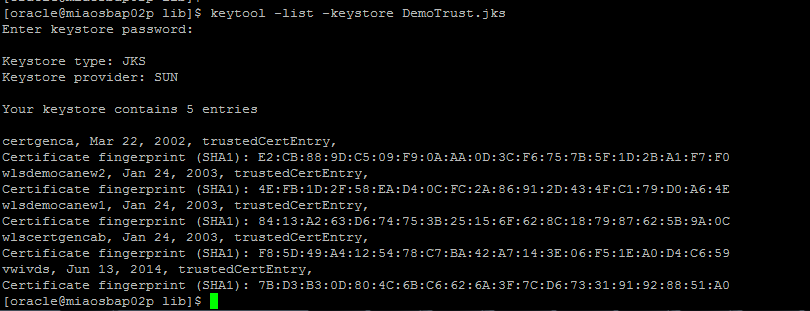 [oracle@miaosbap02p lib]$ keytool -list -keystore DemoTrust.jks
Enter keystore password:
Keystore type: JKS
Keystore provider: SUN
Your keystore contains 5 entries
certgenca, Mar 22, 2002, trustedCertEntry,
Certificate fingerprint (SHA1): E2:CB:88:9D:C5:09:F9:0A:AA:0D:3C:F6:75:7B:5F:1D:2B:A1:F7:F0
wlsdemocanew2, Jan 24, 2003, trustedCertEntry,
Certificate fingerprint (SHA1): 4E:FB:1D:2F:58:EA:D4:0C:FC:2A:86:91:2D:43:4F:C1:79:D0:A6:4E
wlsdemocanew1, Jan 24, 2003, trustedCertEntry,
Certificate fingerprint (SHA1): 84:13:A2:63:D6:74:75:3B:25:15:6F:62:8C:18:79:87:62:5B:9A:0C
wlscertgencab, Jan 24, 2003, trustedCertEntry,
Certificate fingerprint (SHA1): F8:5D:49:A4:12:54:78:C7:BA:42:A7:14:3E:06:F5:1E:A0:D4:C6:59
vwivds, Jun 13, 2014, trustedCertEntry,
Certificate fingerprint (SHA1): 7B:D3:B3:0D:80:4C:6B:C6:62:6A:3F:7C:D6:73:31:91:92:88:51:A0
[oracle@miaosbap02p lib]$